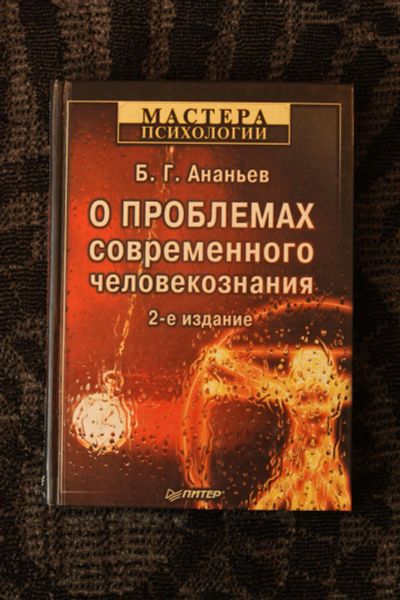 МАСТЕРА
ПСИХОЛОГИИ
Б. Г. Ананьев
О ПРОБЛЕМАХ
современного
человекознания
2-е издание
ПИТЕР